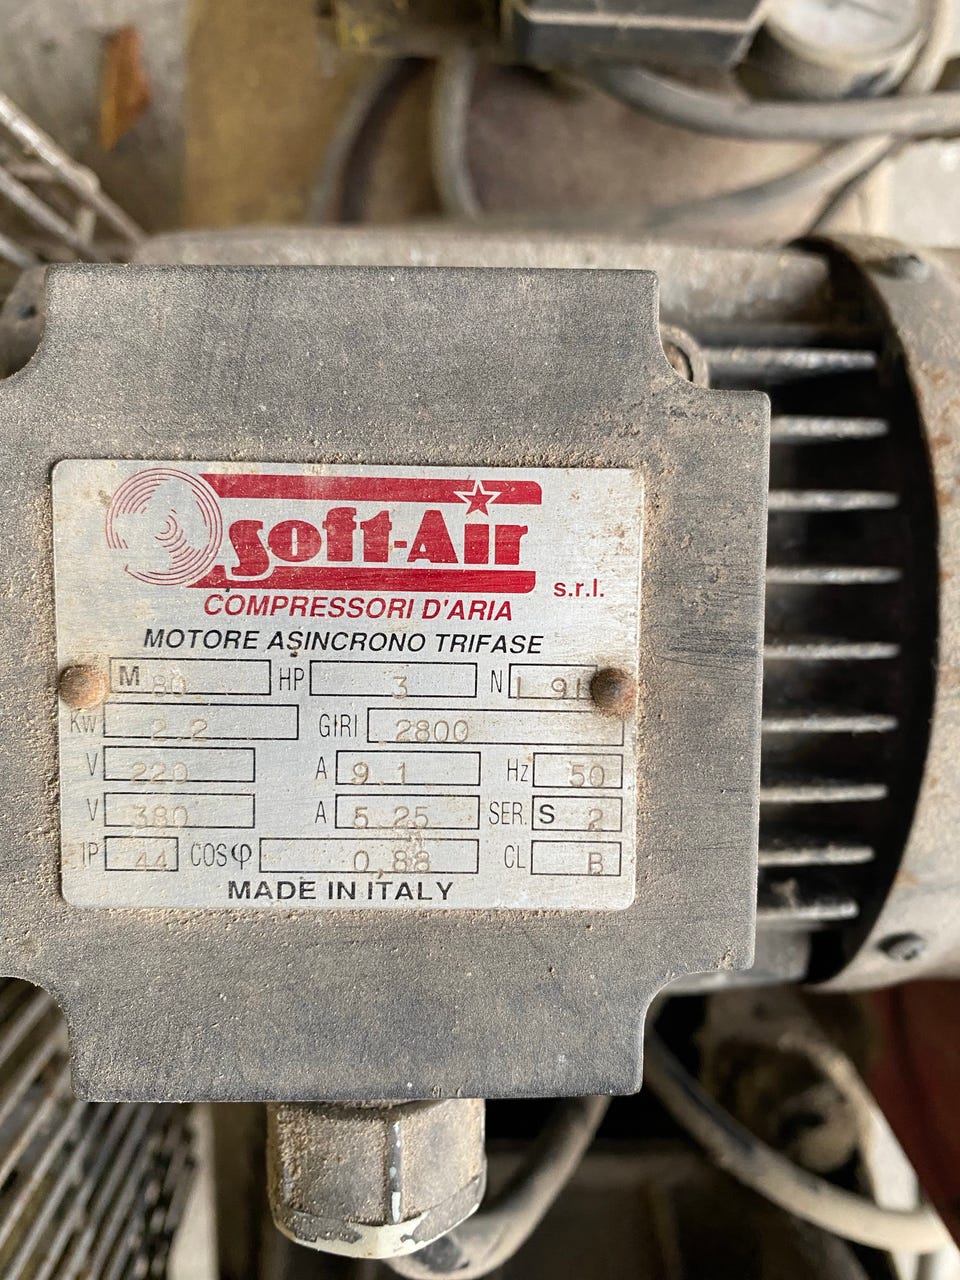 soft-Air
s.r.l.
COMPRESSORI D'ARIA
MOTORE ASINCRONO TRIFASE
M 80 HP 3 N L 91
Kw 2.2 GIRI 2800
V 220 A 9.1 Hz 50
V 380 A 5.25 SER. S 2
IP 44 COSφ 0,88 CL B
MADE IN ITALY